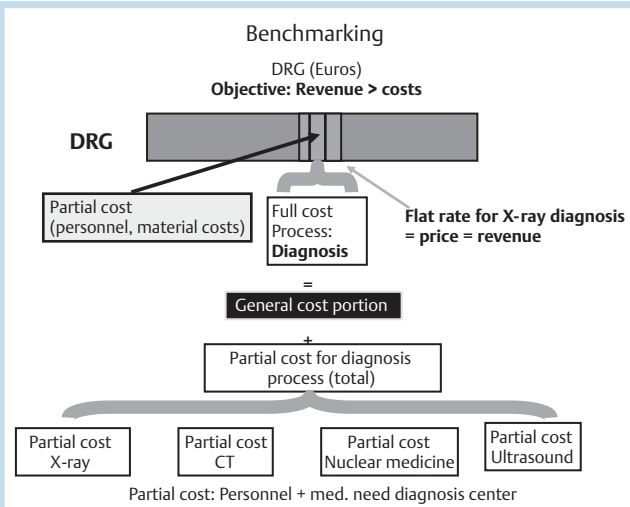 Benchmarking
DRG (Euros)
Objective: Revenue > costs
DRG
Partial cost
(personnel, material costs)
Full cost
Process:
Diagnosis
Flat rate for X-ray diagnosis
= price = revenue
=
General cost portion
+
Partial cost for diagnosis
process (total)
Partial cost
X-ray
Partial cost
CT
Partial cost
Nuclear medicine
Partial cost
Ultrasound
Partial cost: Personnel + med. need diagnosis center